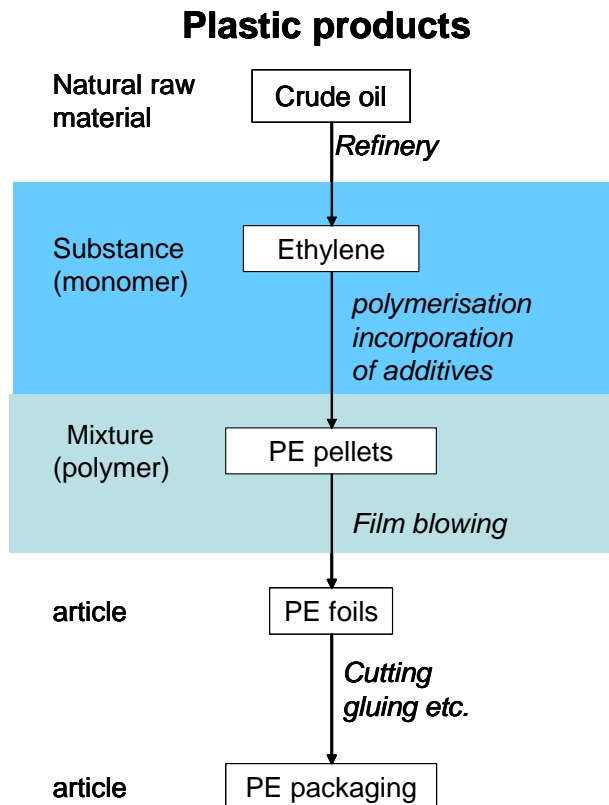 Plastic products
Natural raw
material
Crude oil
Refinery
Substance
(monomer)
Ethylene
polymerisation
incorporation
of additives
Mixture
(polymer)
PE pellets
Film blowing
article
PE foils
Cutting
gluing etc.
article
PE packaging